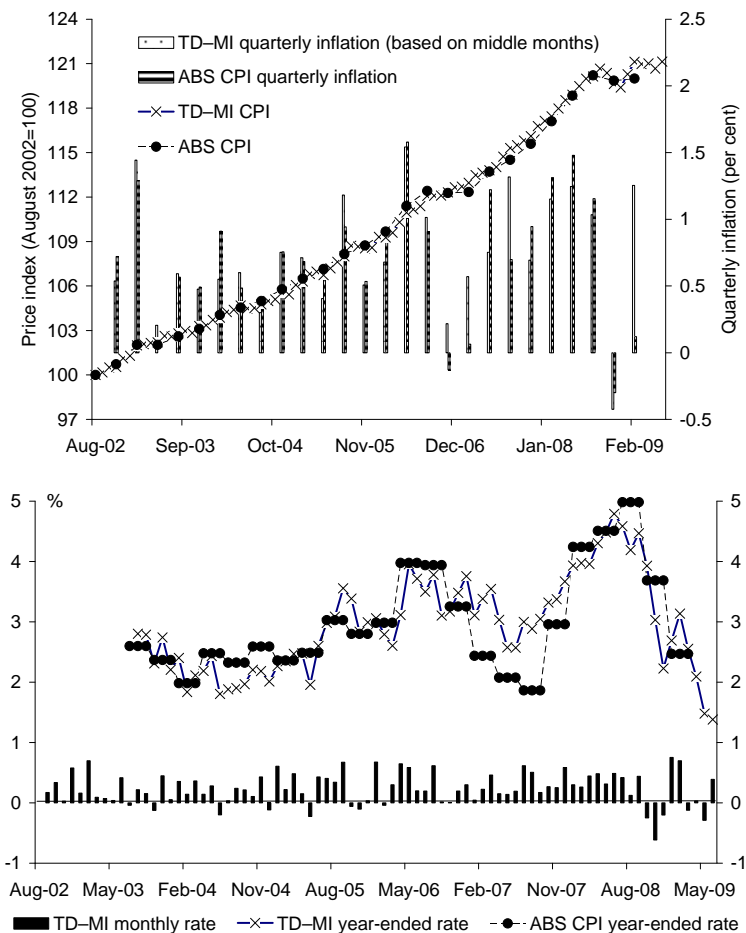 124
121
118
115
112
109
106
103
100
97
Price index (August 2002=100)
TD–MI quarterly inflation (based on middle months)
ABS CPI quarterly inflation
TD–MI CPI
ABS CPI
2.5
2
1.5
1
0.5
0
-0.5
Quarterly inflation (per cent)
Aug-02 Sep-03 Oct-04 Nov-05 Dec-06 Jan-08 Feb-09
5 % 5
4 4
3 3
2 2
1 1
0 0
-1 -1
Aug-02 May-03 Feb-04 Nov-04 Aug-05 May-06 Feb-07 Nov-07 Aug-08 May-09
TD–MI monthly rate TD–MI year-ended rate ABS CPI year-ended rate